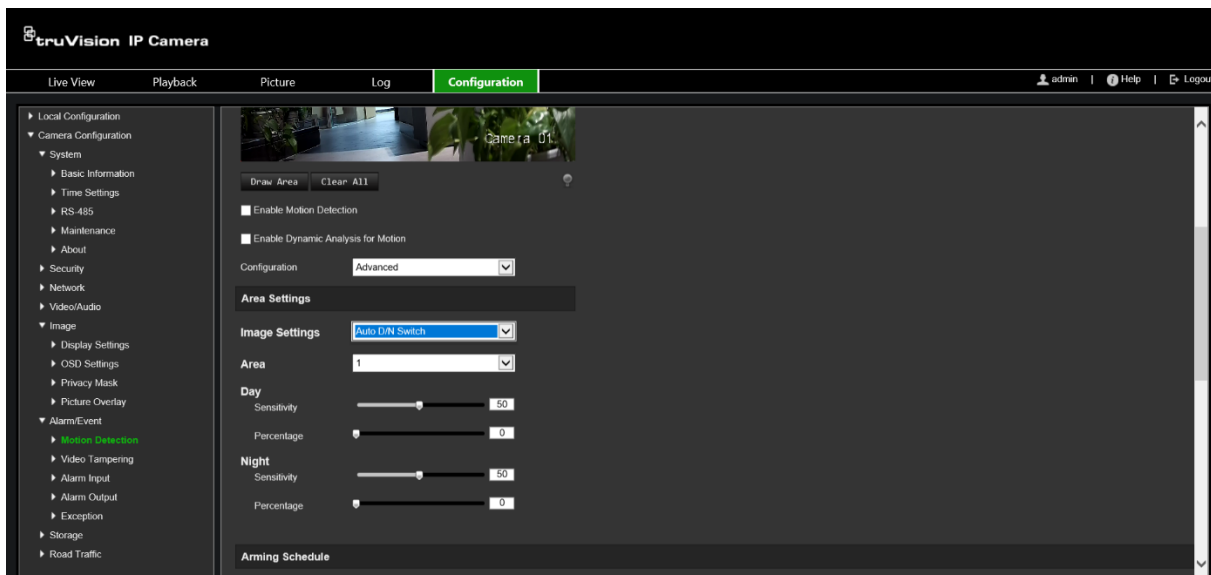 truVision IP Camera
Live View Playback Picture Log Configuration admin | Help | Logou
Local Configuration
Camera Configuration
System
Basic Information
Time Settings
RS-485
Maintenance
About
Security
Network
Video/Audio
Image
Display Settings
OSD Settings
Privacy Mask
Picture Overlay
Alarm/Event
Motion Detection
Video Tampering
Alarm Input
Alarm Output
Exception
Storage
Road Traffic
Camera 01
Draw Area Clear All
Enable Motion Detection
Enable Dynamic Analysis for Motion
Configuration Advanced
Area Settings
Image Settings Auto D/N Switch
Area 1
Day
Sensitivity 50
Percentage 0
Night
Sensitivity 50
Percentage 0
Arming Schedule